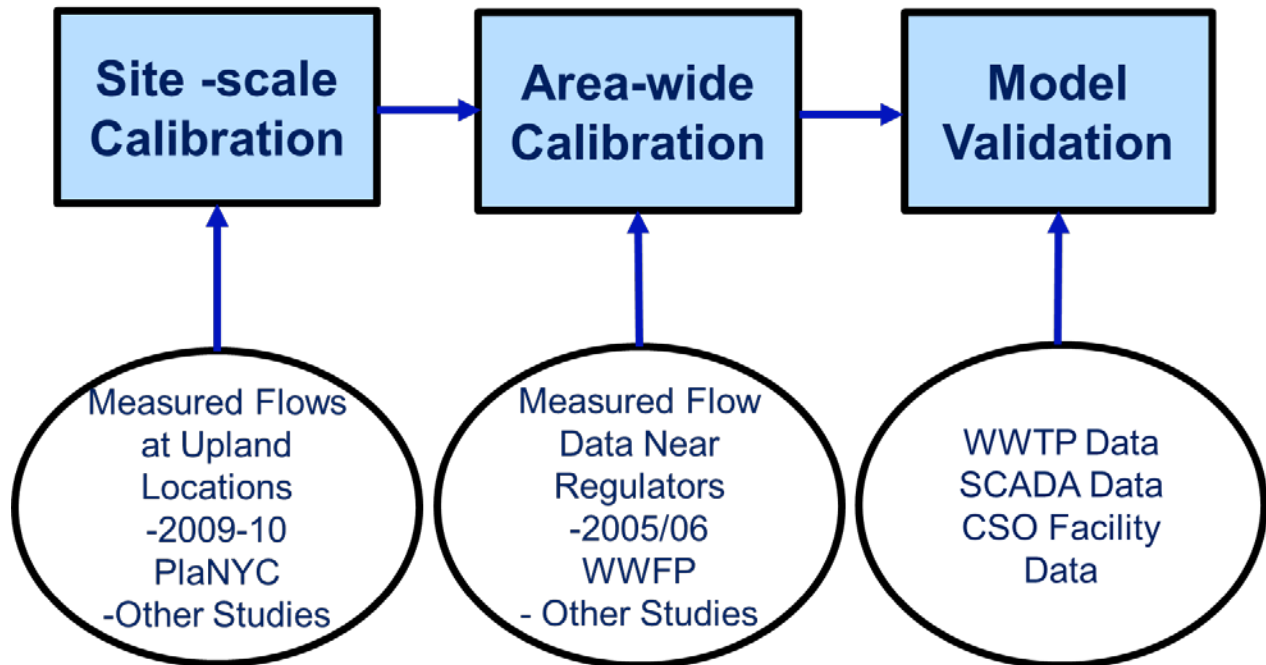 Site -scale
Calibration
Area-wide
Calibration
Model
Validation
Measured Flows
at Upland
Locations
-2009-10
PlaNYC
-Other Studies
Measured Flow
Data Near
Regulators
-2005/06
WWFP
- Other Studies
WWTP Data
SCADA Data
CSO Facility
Data